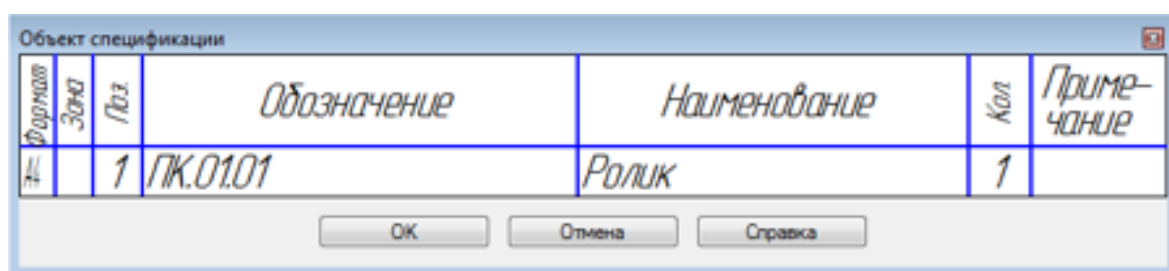 Объект спецификации
Формат Зона Поз. Обозначение Наименование Кол. Приме-
чание
А4 1 ПК.01.01 Ролик 1
ОК Отмена Справка